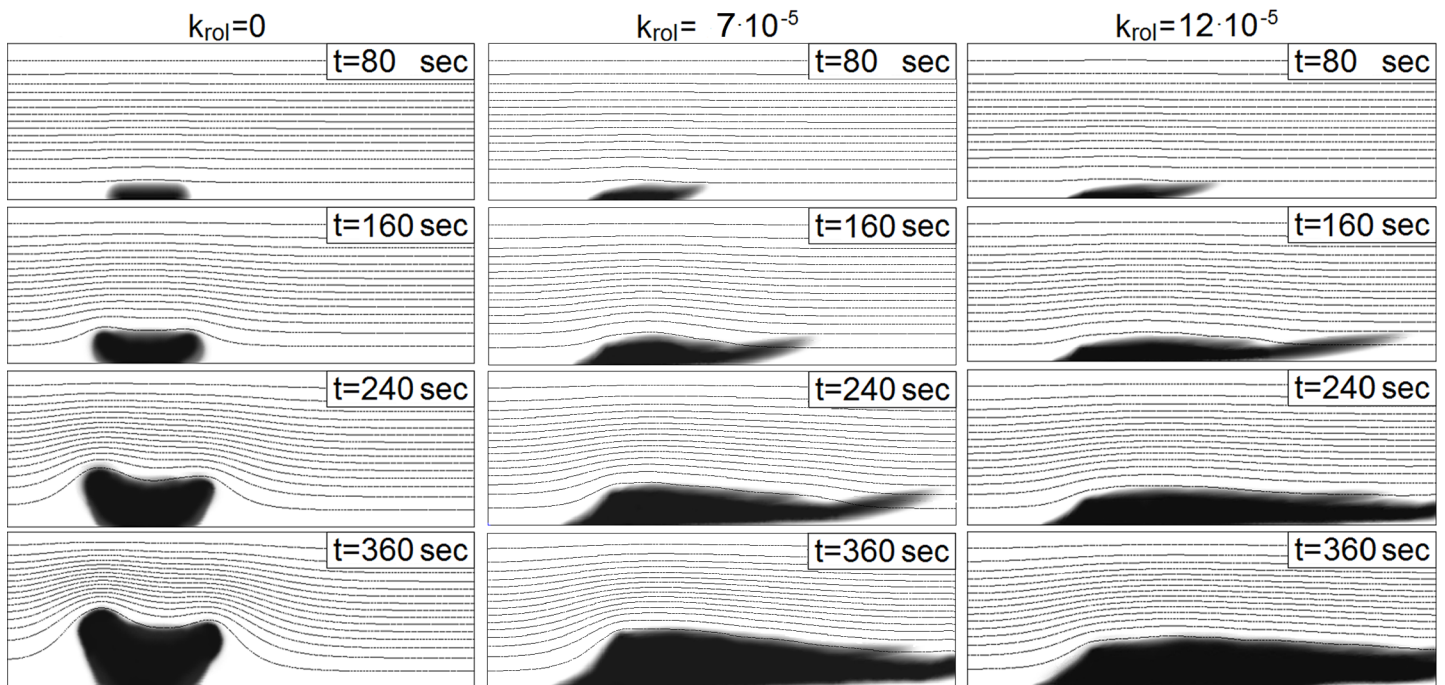 k_rol=0 k_rol= 7·10⁻⁵ k_rol=12·10⁻⁵
t=80 sec t=80 sec t=80 sec
t=160 sec t=160 sec t=160 sec
t=240 sec t=240 sec t=240 sec
t=360 sec t=360 sec t=360 sec